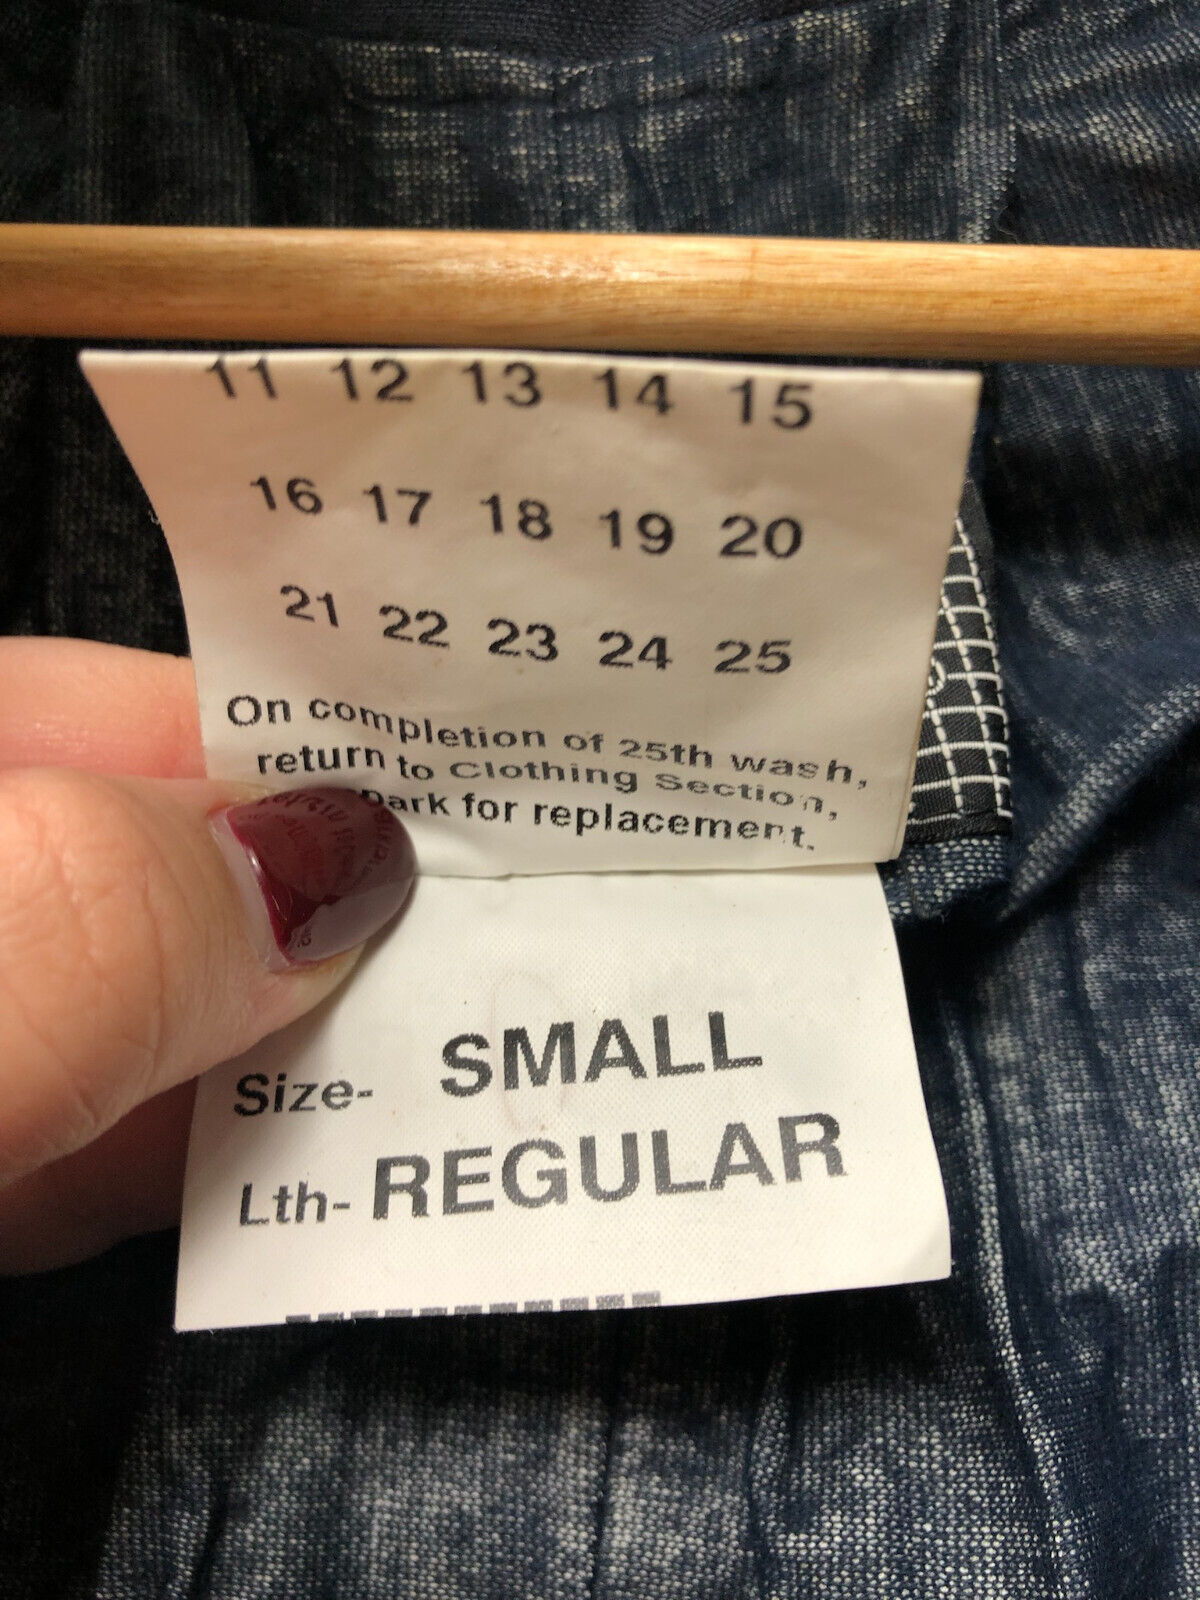 11 12 13 14 15
16 17 18 19 20
21 22 23 24 25
On completion of 25th wash,
return to Clothing Section,
park for replacement.
Size- SMALL
Lth- REGULAR